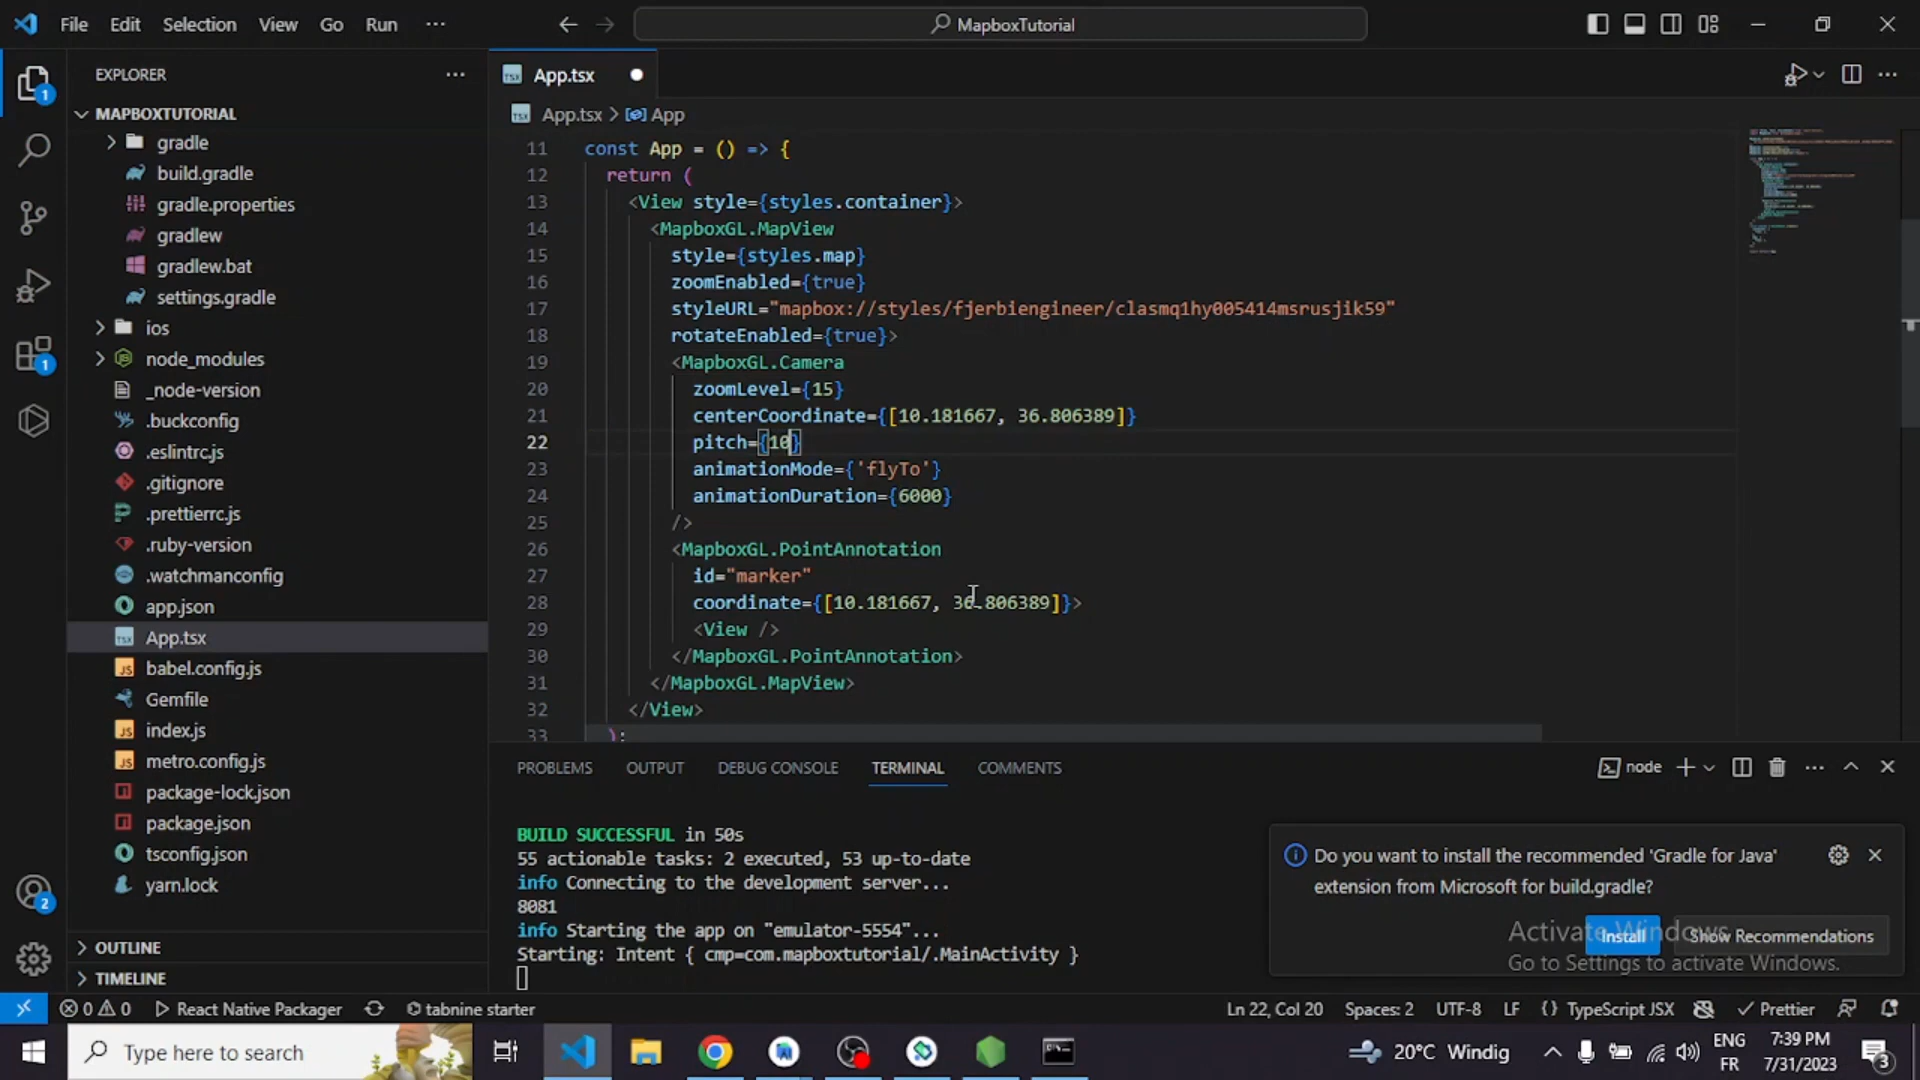 File Edit Selection View Go Run ···
MapboxTutorial
EXPLORER ···
MAPBOXTUTORIAL
gradle
build.gradle
gradle.properties
gradlew
gradlew.bat
settings.gradle
ios
node_modules
_node-version
.buckconfig
.eslintrc.js
.gitignore
.prettierrc.js
.ruby-version
.watchmanconfig
app.json
App.tsx
babel.config.js
Gemfile
index.js
metro.config.js
package-lock.json
package.json
tsconfig.json
yarn.lock
OUTLINE
TIMELINE
1
1
2
App.tsx
App.tsx > App
11 const App = () => {
12 return (
13 <View style={styles.container}>
14 <MapboxGL.MapView
15 style={styles.map}
16 zoomEnabled={true}
17 styleURL="mapbox://styles/fjerbiengineer/clasmq1hy005414msrusjik59"
18 rotateEnabled={true}>
19 <MapboxGL.Camera
20 zoomLevel={15}
21 centerCoordinate={[10.181667, 36.806389]}
22 pitch={10}
23 animationMode={'flyTo'}
24 animationDuration={6000}
25 />
26 <MapboxGL.PointAnnotation
27 id="marker"
28 coordinate={[10.181667, 36.806389]}>
29 <View />
30 </MapboxGL.PointAnnotation>
31 </MapboxGL.MapView>
32 </View>
33 );
PROBLEMS OUTPUT DEBUG CONSOLE TERMINAL COMMENTS
node
BUILD SUCCESSFUL in 50s
55 actionable tasks: 2 executed, 53 up-to-date
info Connecting to the development server...
8081
info Starting the app on "emulator-5554"...
Starting: Intent { cmp=com.mapboxtutorial/.MainActivity }
Do you want to install the recommended 'Gradle for Java'
extension from Microsoft for build.gradle?
Install Show Recommendations
Activate Windows
Go to Settings to activate Windows.
0 0 React Native Packager tabnine starter
Ln 22, Col 20 Spaces: 2 UTF-8 LF {} TypeScript JSX Prettier
Type here to search
20°C Windig
ENG
FR
7:39 PM
7/31/2023
3